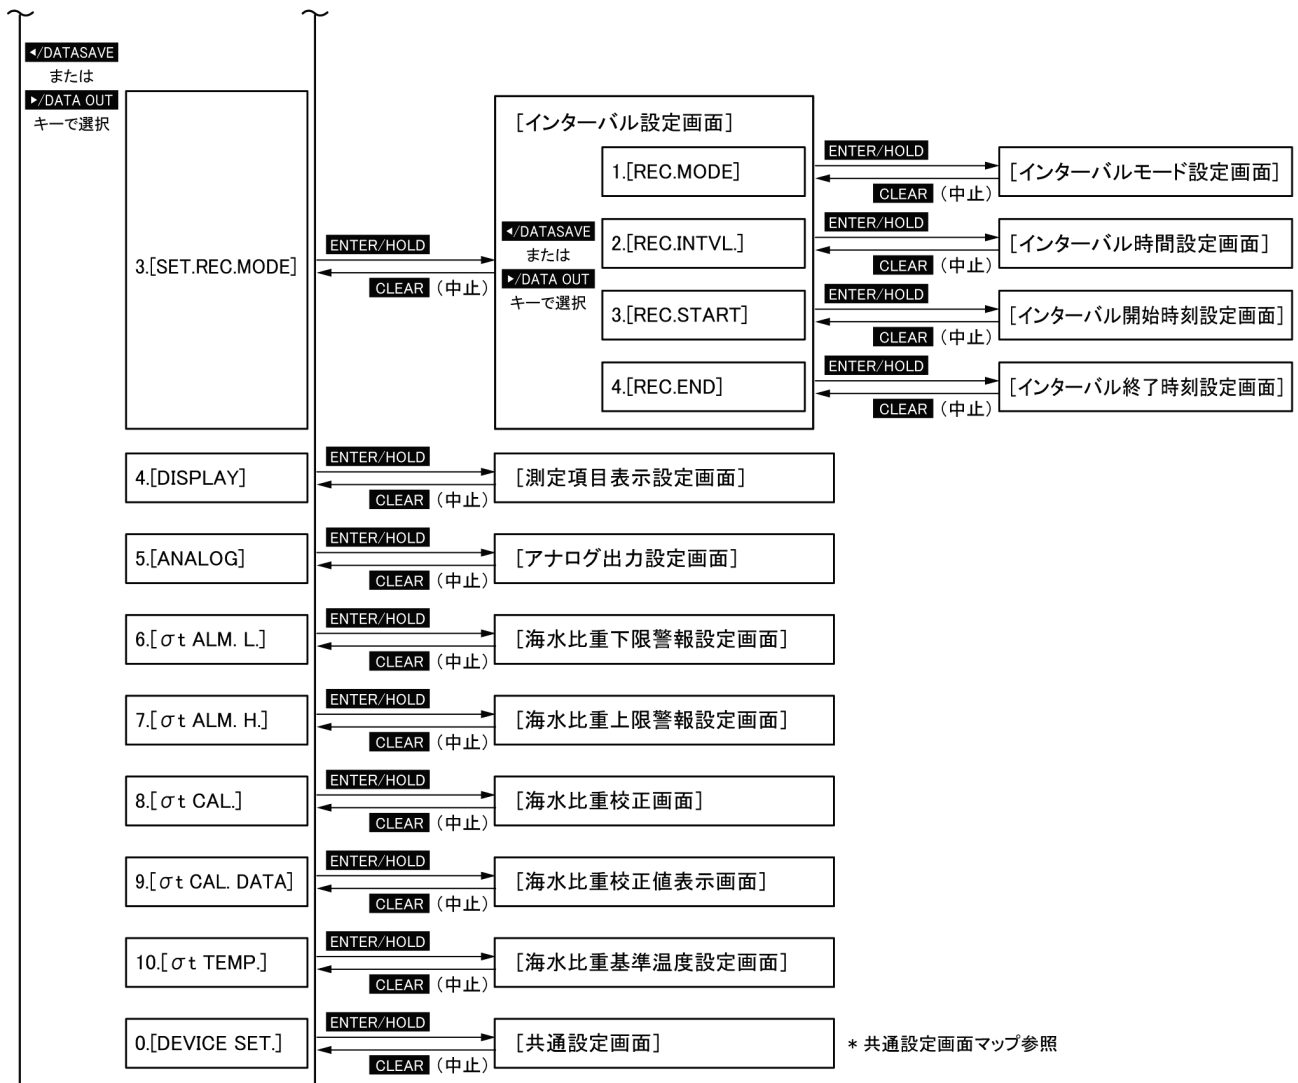 ◂/DATASAVE
または
▸/DATA OUT
キーで選択
3.[SET.REC.MODE]
ENTER/HOLD
CLEAR (中止)
[インターバル設定画面]
◂/DATASAVE
または
▸/DATA OUT
キーで選択
1.[REC.MODE]
ENTER/HOLD
CLEAR (中止)
[インターバルモード設定画面]
2.[REC.INTVL.]
ENTER/HOLD
CLEAR (中止)
[インターバル時間設定画面]
3.[REC.START]
ENTER/HOLD
CLEAR (中止)
[インターバル開始時刻設定画面]
4.[REC.END]
ENTER/HOLD
CLEAR (中止)
[インターバル終了時刻設定画面]
4.[DISPLAY]
ENTER/HOLD
CLEAR (中止)
[測定項目表示設定画面]
5.[ANALOG]
ENTER/HOLD
CLEAR (中止)
[アナログ出力設定画面]
6.[σt ALM. L.]
ENTER/HOLD
CLEAR (中止)
[海水比重下限警報設定画面]
7.[σt ALM. H.]
ENTER/HOLD
CLEAR (中止)
[海水比重上限警報設定画面]
8.[σt CAL.]
ENTER/HOLD
CLEAR (中止)
[海水比重校正画面]
9.[σt CAL. DATA]
ENTER/HOLD
CLEAR (中止)
[海水比重校正値表示画面]
10.[σt TEMP.]
ENTER/HOLD
CLEAR (中止)
[海水比重基準温度設定画面]
0.[DEVICE SET.]
ENTER/HOLD
CLEAR (中止)
[共通設定画面]
* 共通設定画面マップ参照